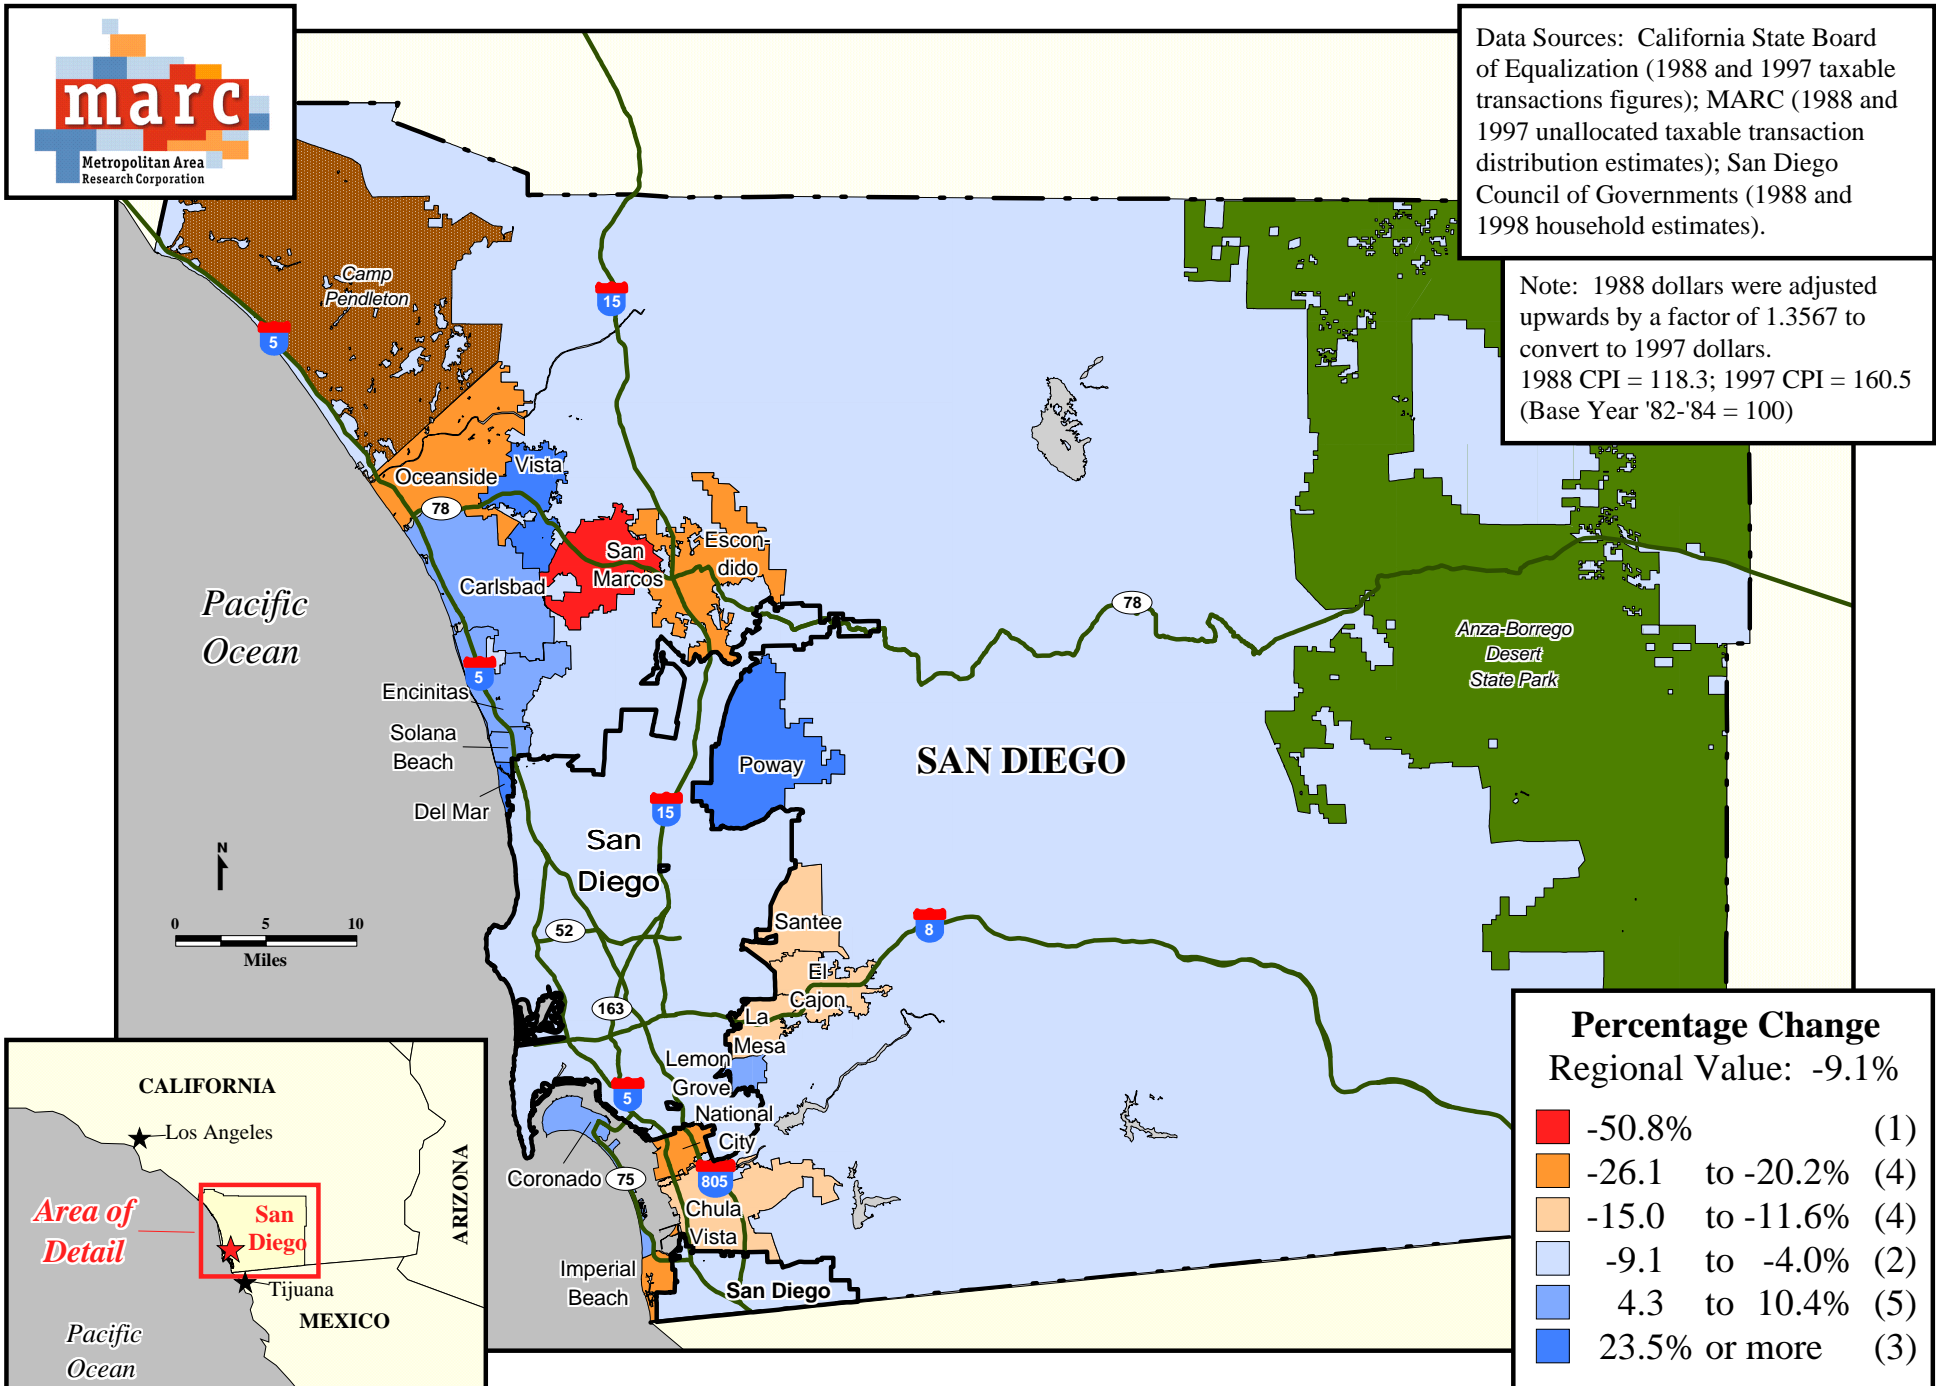 marc
Metropolitan Area
Research Corporation
Data Sources: California State Board
of Equalization (1988 and 1997 taxable
transactions figures); MARC (1988 and
1997 unallocated taxable transaction
distribution estimates); San Diego
Council of Governments (1988 and
1998 household estimates).
Note: 1988 dollars were adjusted
upwards by a factor of 1.3567 to
convert to 1997 dollars.
1988 CPI = 118.3; 1997 CPI = 160.5
(Base Year '82-'84 = 100)
Camp
Pendleton
15
5
Oceanside
Vista
78
San
Marcos
Escon-
dido
Carlsbad
78
Pacific
Ocean
Anza-Borrego
Desert
State Park
5
Encinitas
Solana
Beach
Del Mar
Poway
SAN DIEGO
15
San
Diego
N
0 5 10
Miles
52
Santee
8
El
Cajon
163
La
Mesa
Lemon
Grove
5
National
City
Coronado
75
805
Chula
Vista
Imperial
Beach
San Diego
CALIFORNIA
Los Angeles
ARIZONA
Area of
Detail
San
Diego
Tijuana
MEXICO
Pacific
Ocean
Percentage Change
Regional Value: -9.1%
-50.8% (1)
-26.1 to -20.2% (4)
-15.0 to -11.6% (4)
-9.1 to -4.0% (2)
4.3 to 10.4% (5)
23.5% or more (3)